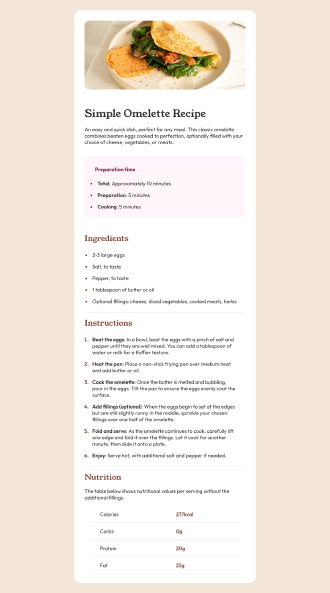 Simple Omelette Recipe
An easy and quick dish, perfect for any meal. This classic omelette
combines beaten eggs cooked to perfection, optionally filled with your
choice of cheese, vegetables, or meats.
Preparation time
Total: Approximately 10 minutes
Preparation: 5 minutes
Cooking: 5 minutes
Ingredients
2-3 large eggs
Salt, to taste
Pepper, to taste
1 tablespoon of butter or oil
Optional fillings: cheese, diced vegetables, cooked meats, herbs
Instructions
1. Beat the eggs: In a bowl, beat the eggs with a pinch of salt and
pepper until they are well mixed. You can add a tablespoon of
water or milk for a fluffier texture.
2. Heat the pan: Place a non-stick frying pan over medium heat
and add butter or oil.
3. Cook the omelette: Once the butter is melted and bubbling,
pour in the eggs. Tilt the pan to ensure the eggs evenly coat the
surface.
4. Add fillings (optional): When the eggs begin to set at the edges
but are still slightly runny in the middle, sprinkle your chosen
fillings over one half of the omelette.
5. Fold and serve: As the omelette continues to cook, carefully lift
one edge and fold it over the fillings. Let it cook for another
minute, then slide it onto a plate.
6. Enjoy: Serve hot, with additional salt and pepper if needed.
Nutrition
The table below shows nutritional values per serving without the
additional fillings.
Calories 277kcal
Carbs 0g
Protein 20g
Fat 22g